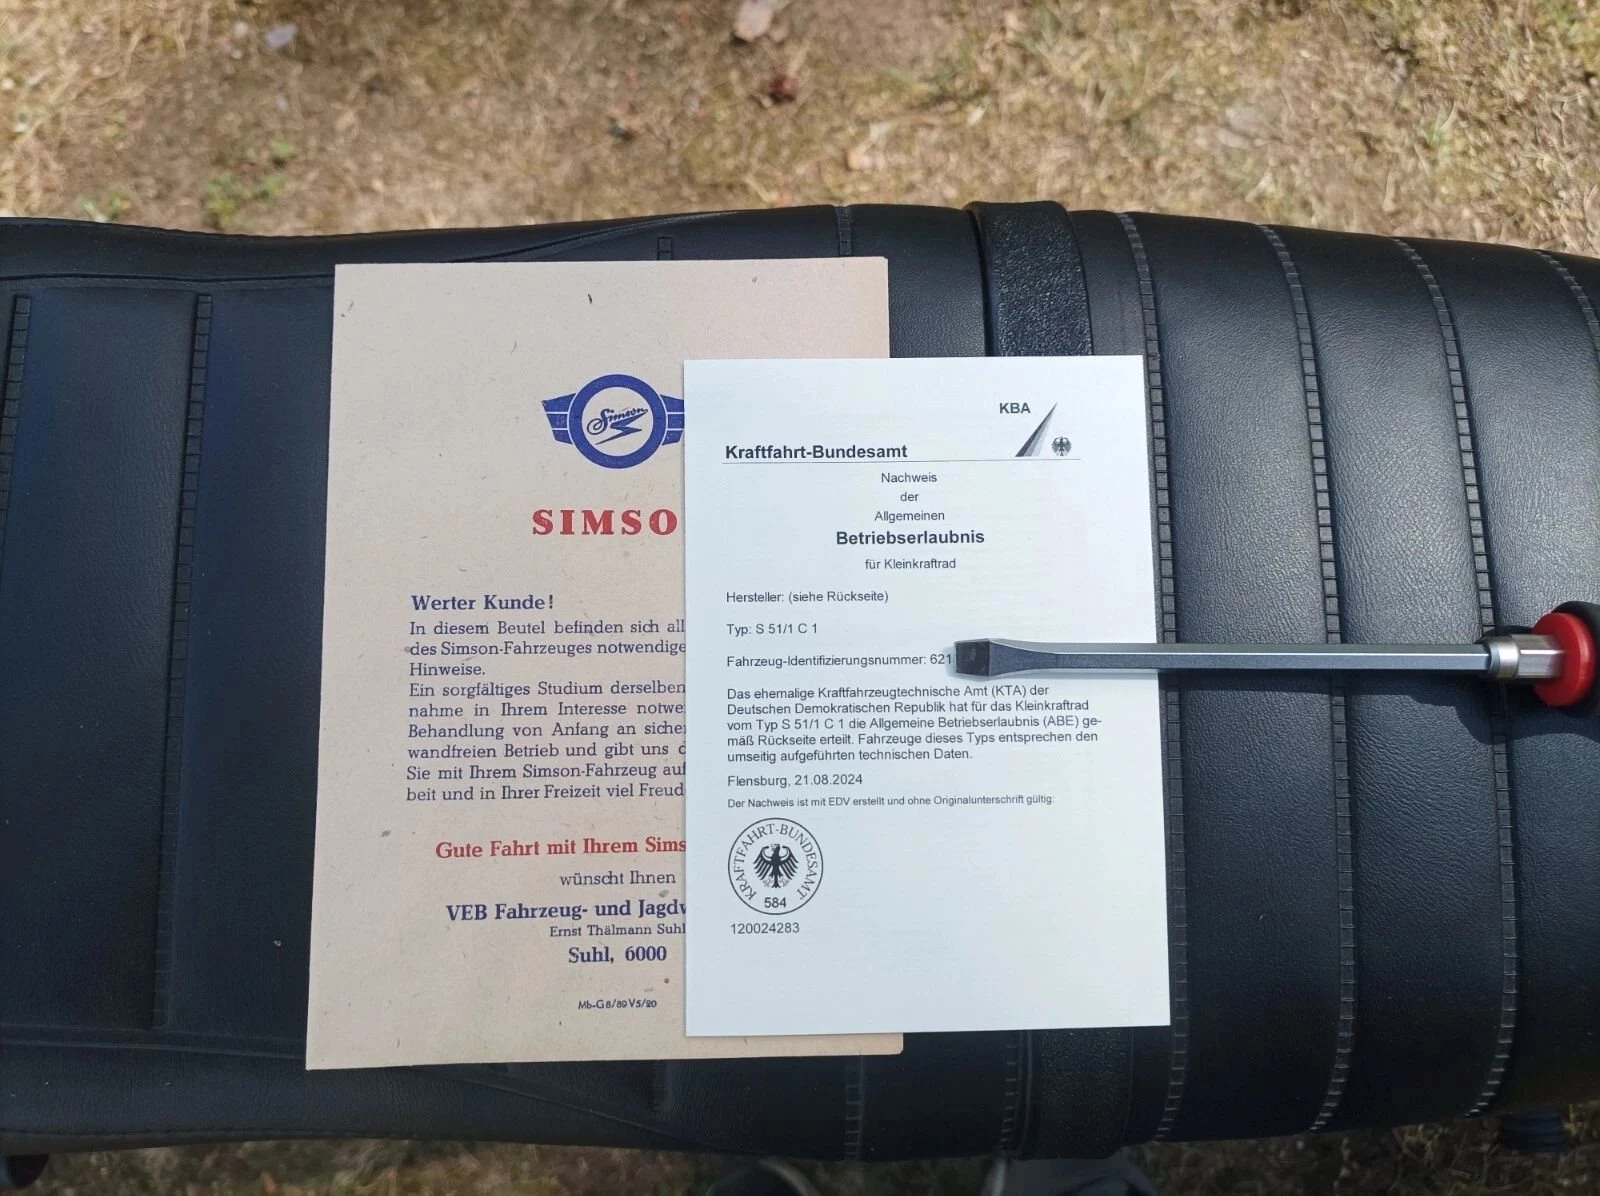 Simson
SIMSO
Werter Kunde!
In diesem Beutel befinden sich all
des Simson-Fahrzeuges notwendige
Hinweise.
Ein sorgfältiges Studium derselben
nahme in Ihrem Interesse notwe
Behandlung von Anfang an sicher
wandfreien Betrieb und gibt uns d
Sie mit Ihrem Simson-Fahrzeug auf
beit und in Ihrer Freizeit viel Freud
Gute Fahrt mit Ihrem Sims
wünscht Ihnen
VEB Fahrzeug- und Jagdw
Ernst Thälmann Suhl
Suhl, 6000
Mb-G 8/89 V 5/20
KBA
Kraftfahrt-Bundesamt
Nachweis
der
Allgemeinen
Betriebserlaubnis
für Kleinkraftrad
Hersteller: (siehe Rückseite)
Typ: S 51/1 C 1
Fahrzeug-Identifizierungsnummer: 621
Das ehemalige Kraftfahrzeugtechnische Amt (KTA) der
Deutschen Demokratischen Republik hat für das Kleinkraftrad
vom Typ S 51/1 C 1 die Allgemeine Betriebserlaubnis (ABE) ge-
mäß Rückseite erteilt. Fahrzeuge dieses Typs entsprechen den
umseitig aufgeführten technischen Daten.
Flensburg, 21.08.2024
Der Nachweis ist mit EDV erstellt und ohne Originalunterschrift gültig:
KRAFTFAHRT-BUNDESAMT
584
120024283